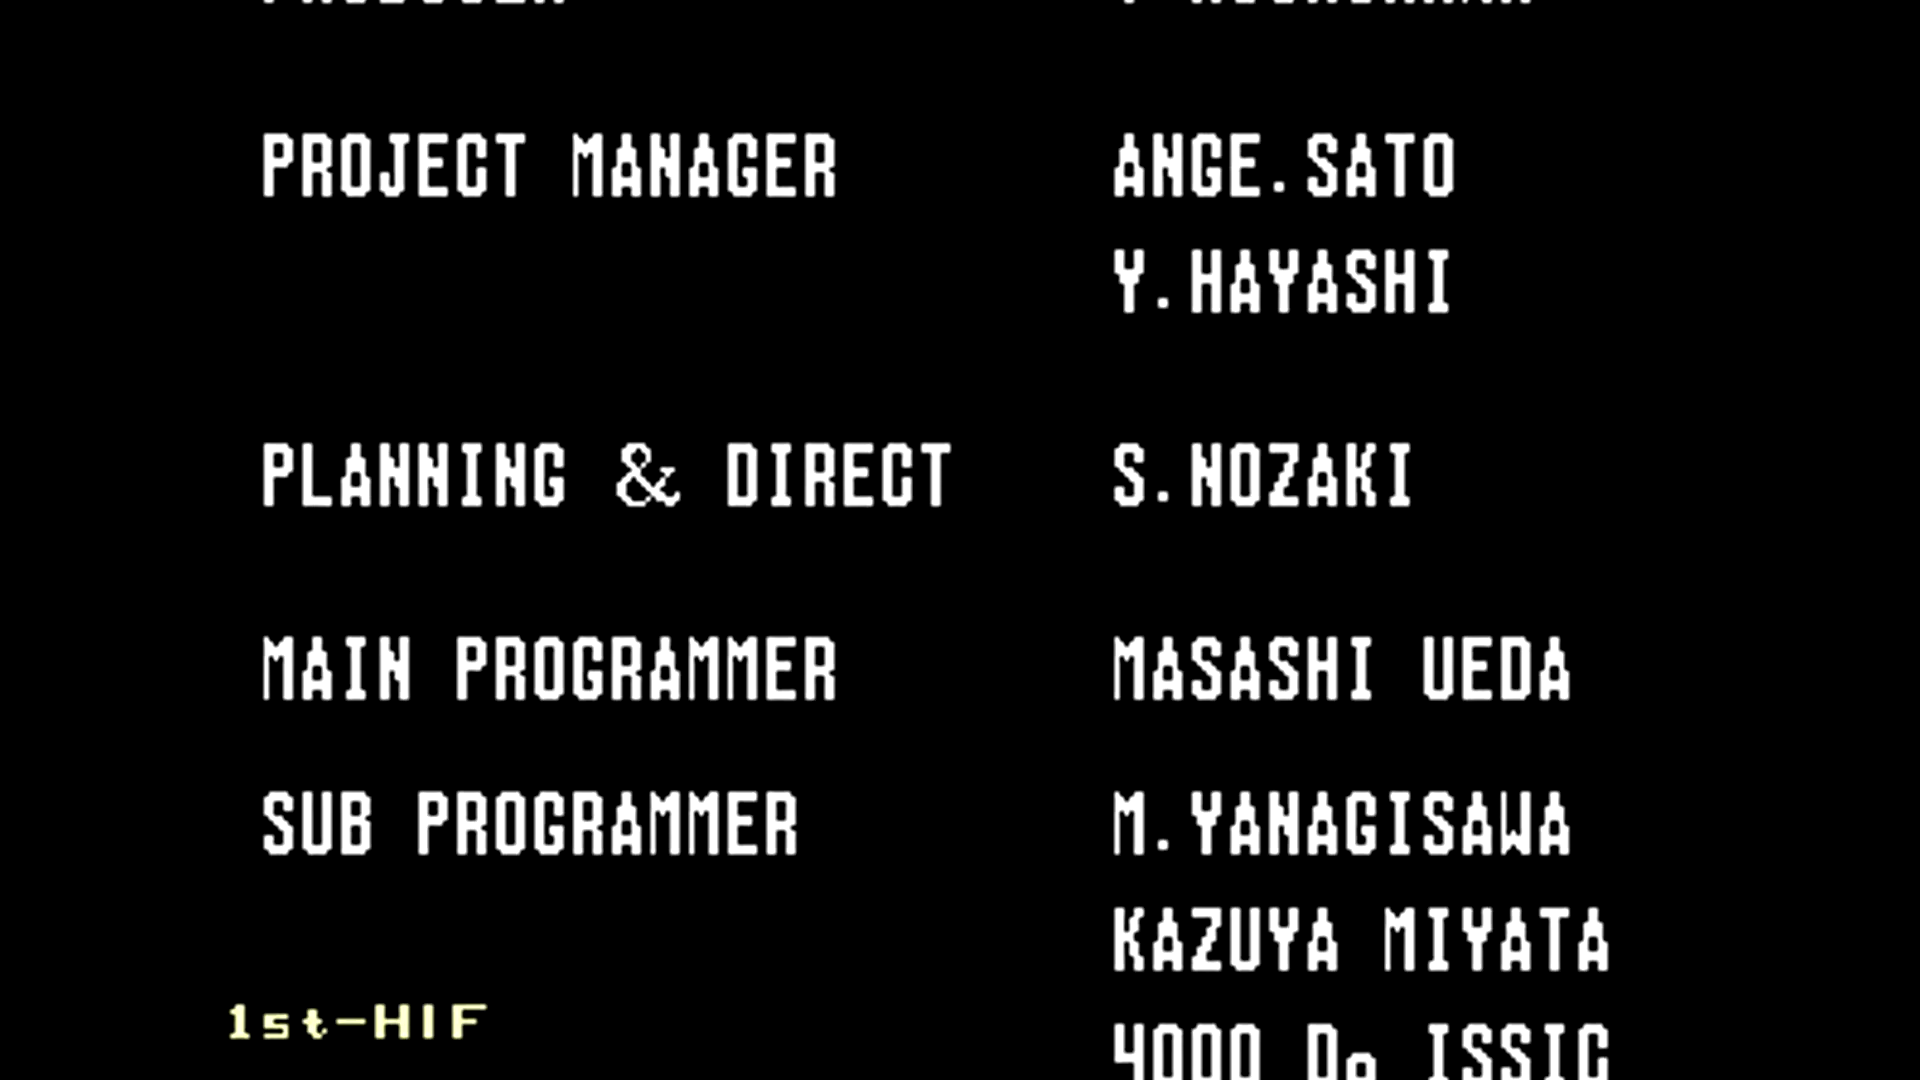 PROJECT MANAGER ANGE.SATO
Y.HAYASHI
PLANNING & DIRECT S.NOZAKI
MAIN PROGRAMMER MASASHI UEDA
SUB PROGRAMMER M.YANAGISAWA
KAZUYA MIYATA
1st-HIF